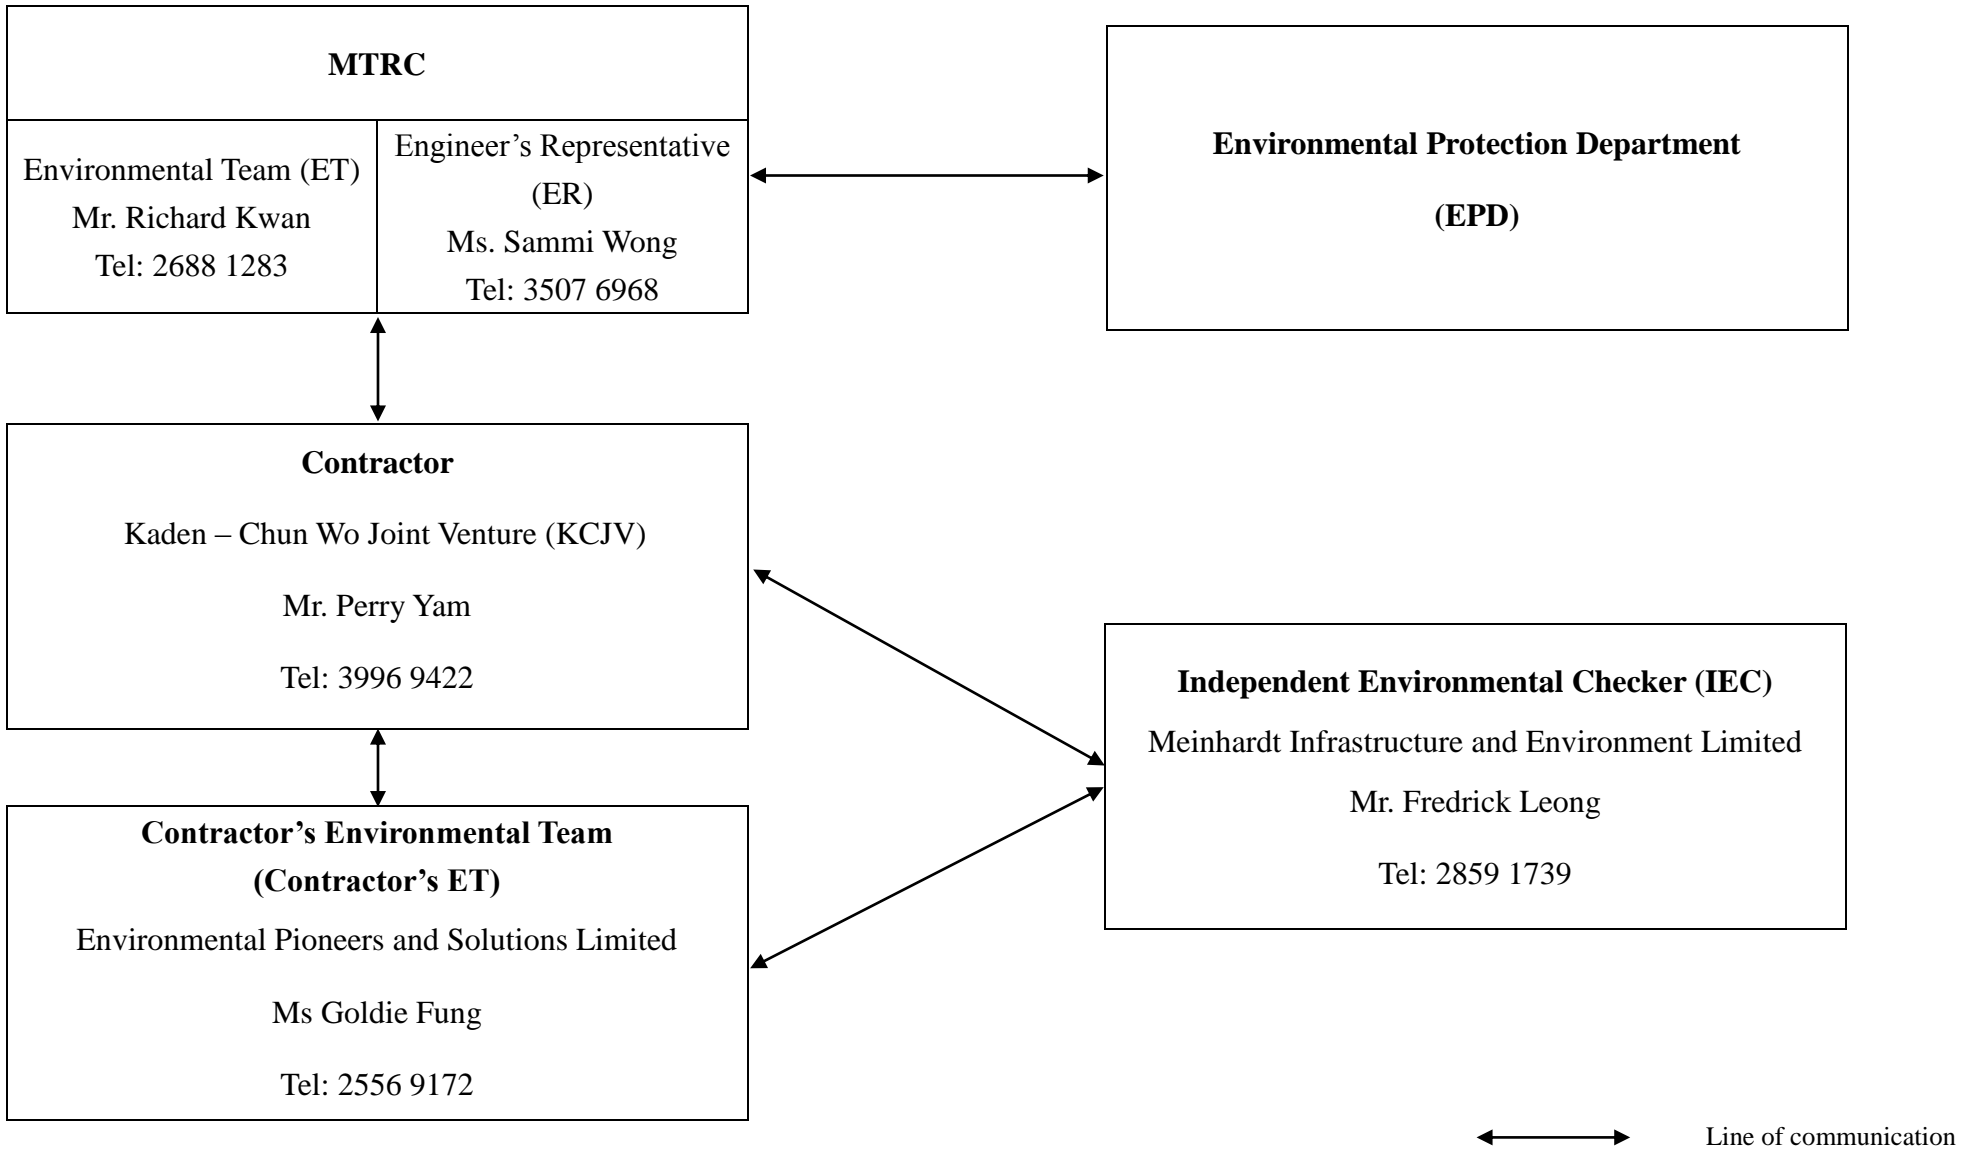 MTRC
Environmental Team (ET)
Mr. Richard Kwan
Tel: 2688 1283
Engineer’s Representative
(ER)
Ms. Sammi Wong
Tel: 3507 6968
Environmental Protection Department
(EPD)
Contractor
Kaden – Chun Wo Joint Venture (KCJV)
Mr. Perry Yam
Tel: 3996 9422
Independent Environmental Checker (IEC)
Meinhardt Infrastructure and Environment Limited
Mr. Fredrick Leong
Tel: 2859 1739
Contractor’s Environmental Team
(Contractor’s ET)
Environmental Pioneers and Solutions Limited
Ms Goldie Fung
Tel: 2556 9172
Line of communication